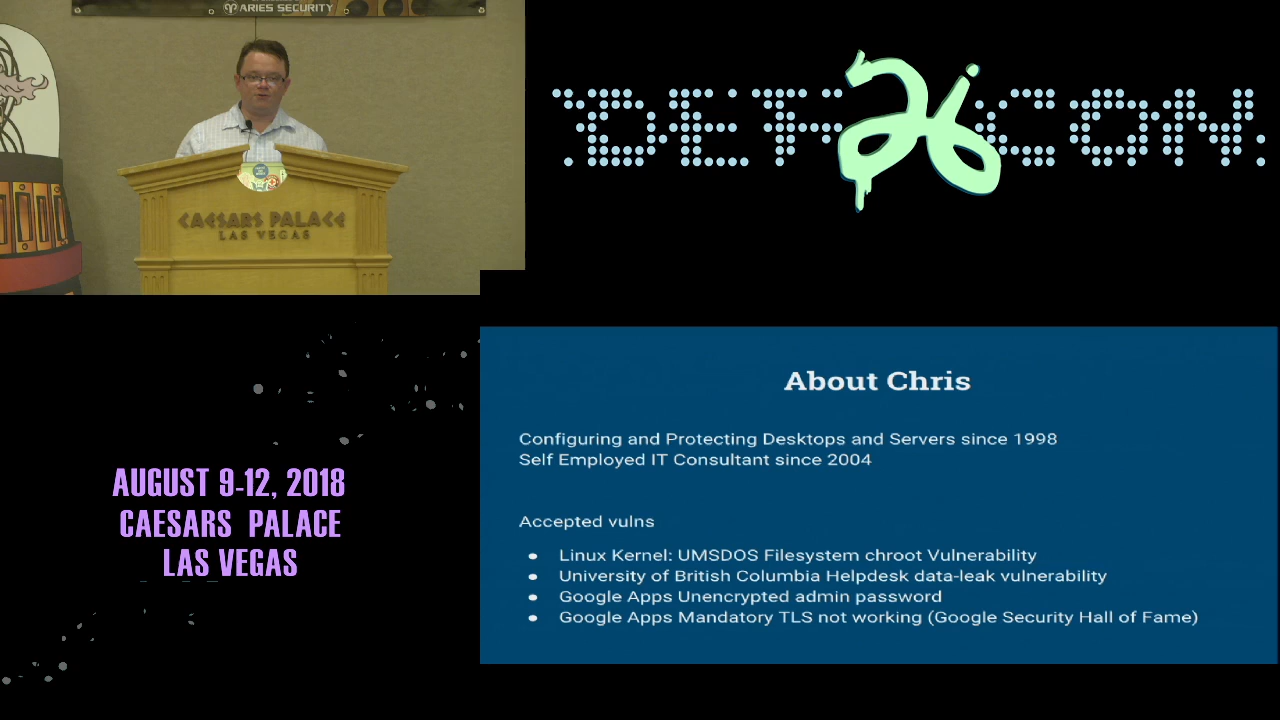 ARIES SECURITY
DEF 26 CON
CAESARS PALACE
LAS VEGAS
About Chris
Configuring and Protecting Desktops and Servers since 1998
Self Employed IT Consultant since 2004
Accepted vulns
● Linux Kernel: UMSDOS Filesystem chroot Vulnerability
● University of British Columbia Helpdesk data-leak vulnerability
● Google Apps Unencrypted admin password
● Google Apps Mandatory TLS not working (Google Security Hall of Fame)
AUGUST 9-12, 2018
CAESARS PALACE
LAS VEGAS